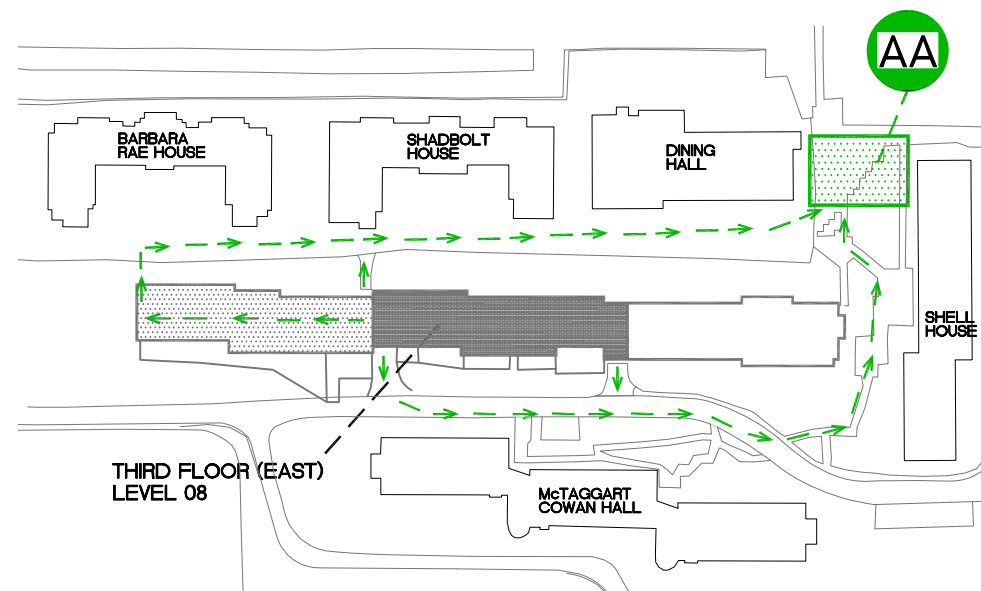 AA
BARBARA
RAE HOUSE
SHADBOLT
HOUSE
DINING
HALL
SHELL
HOUSE
THIRD FLOOR (EAST)
LEVEL 08
McTAGGART
COWAN HALL